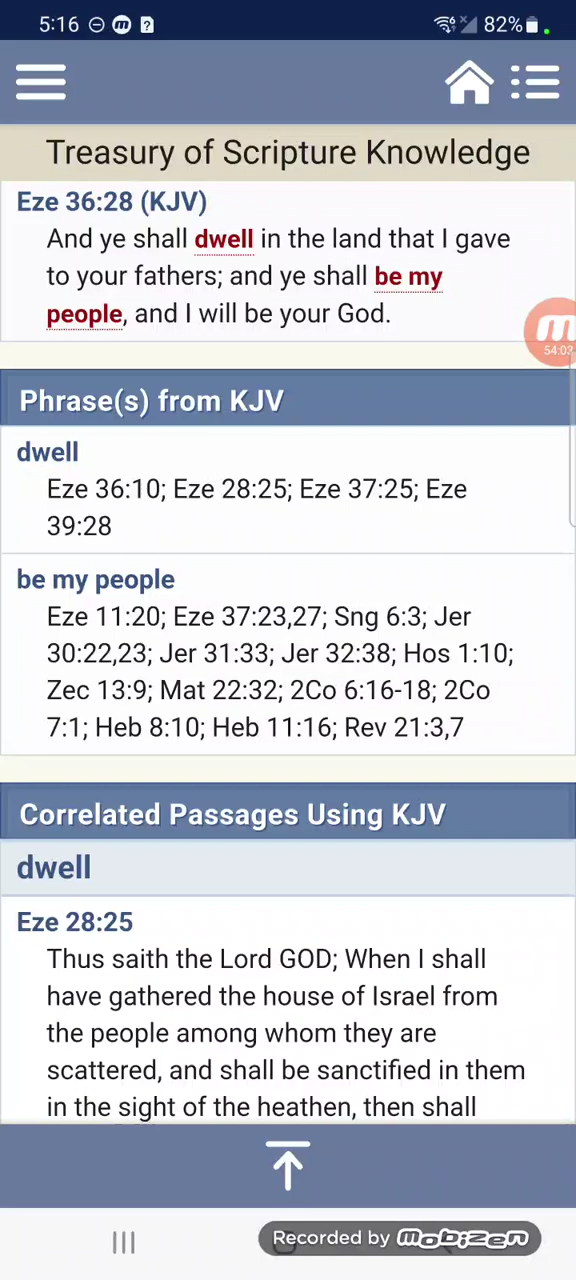 5:16
82%
Treasury of Scripture Knowledge
Eze 36:28 (KJV)
And ye shall dwell in the land that I gave
to your fathers; and ye shall be my
people, and I will be your God.
54:03
Phrase(s) from KJV
dwell
Eze 36:10; Eze 28:25; Eze 37:25; Eze
39:28
be my people
Eze 11:20; Eze 37:23,27; Sng 6:3; Jer
30:22,23; Jer 31:33; Jer 32:38; Hos 1:10;
Zec 13:9; Mat 22:32; 2Co 6:16-18; 2Co
7:1; Heb 8:10; Heb 11:16; Rev 21:3,7
Correlated Passages Using KJV
dwell
Eze 28:25
Thus saith the Lord GOD; When I shall
have gathered the house of Israel from
the people among whom they are
scattered, and shall be sanctified in them
in the sight of the heathen, then shall
Recorded by mobizen